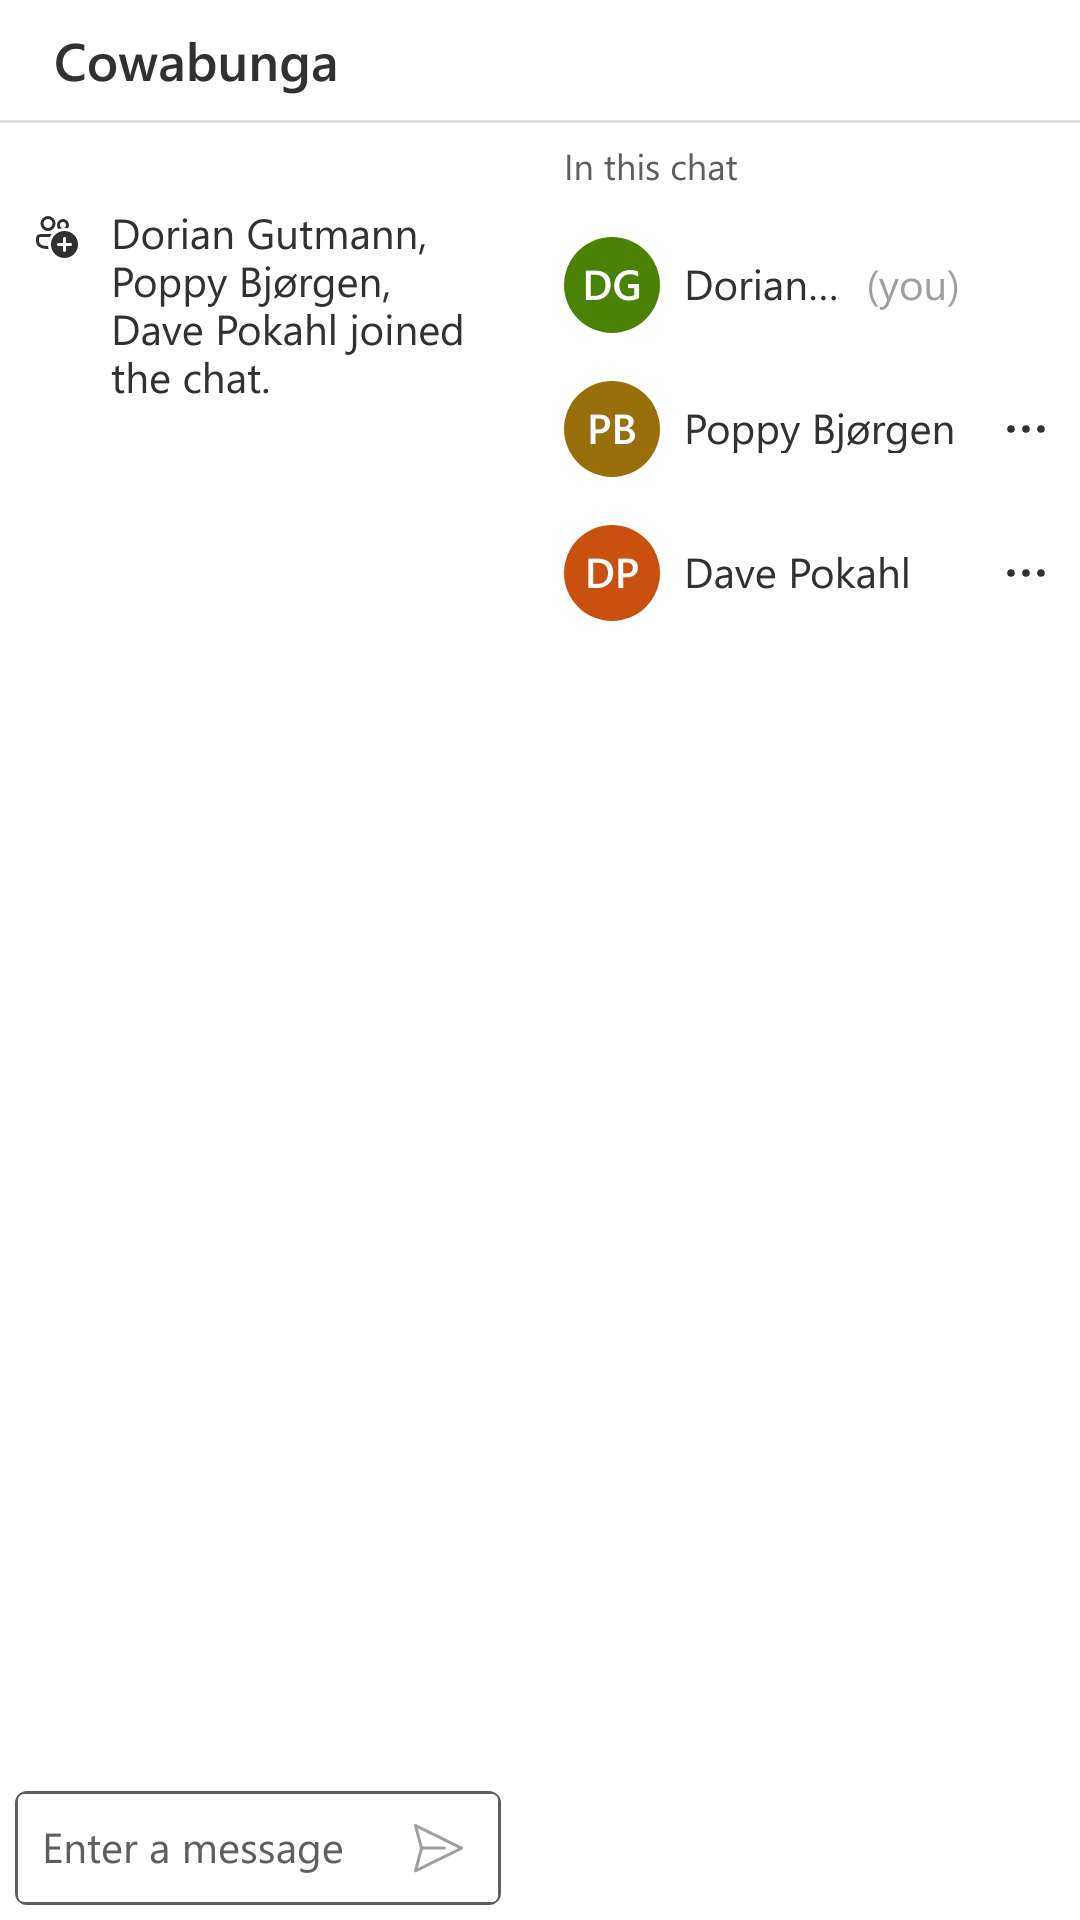 Cowabunga
Dorian Gutmann,
Poppy Bjørgen,
Dave Pokahl joined
the chat.
In this chat
DG Dorian... (you)
PB Poppy Bjørgen
DP Dave Pokahl
Enter a message